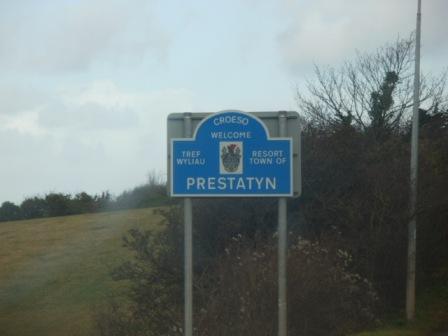 CROESO
WELCOME
TREF RESORT
WYLIAU TOWN OF
PRESTATYN